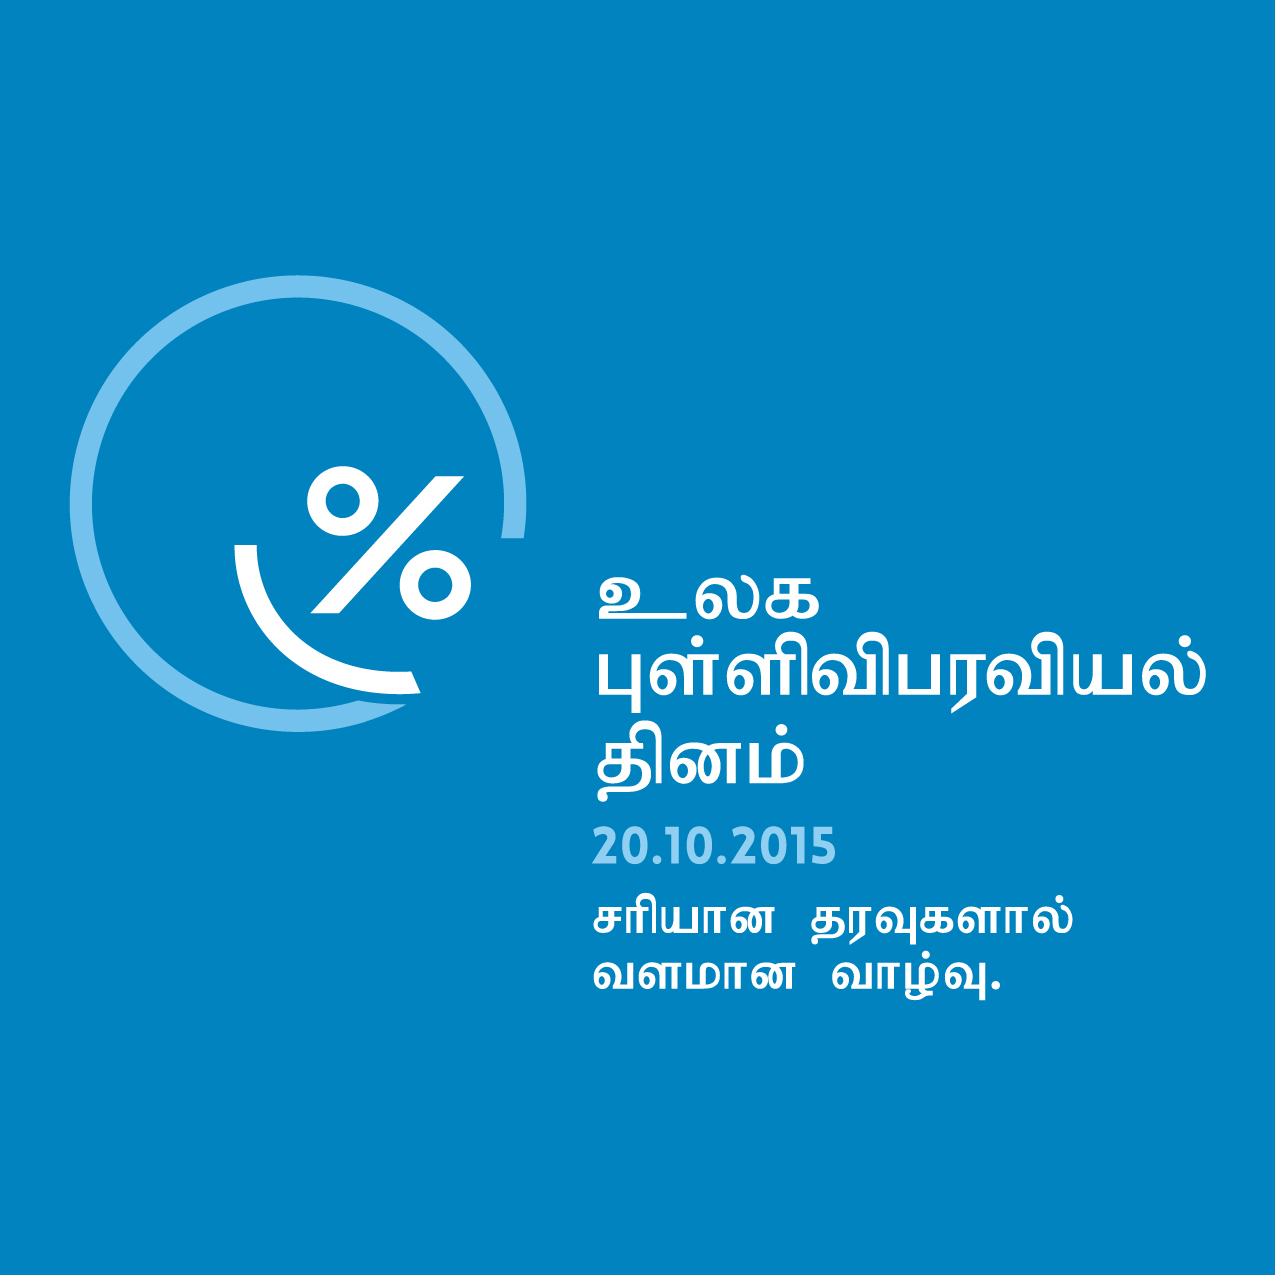 %
உலக
புள்ளிவிபரவியல்
தினம்
20.10.2015
சரியான தரவுகளால்
வளமான வாழ்வு.